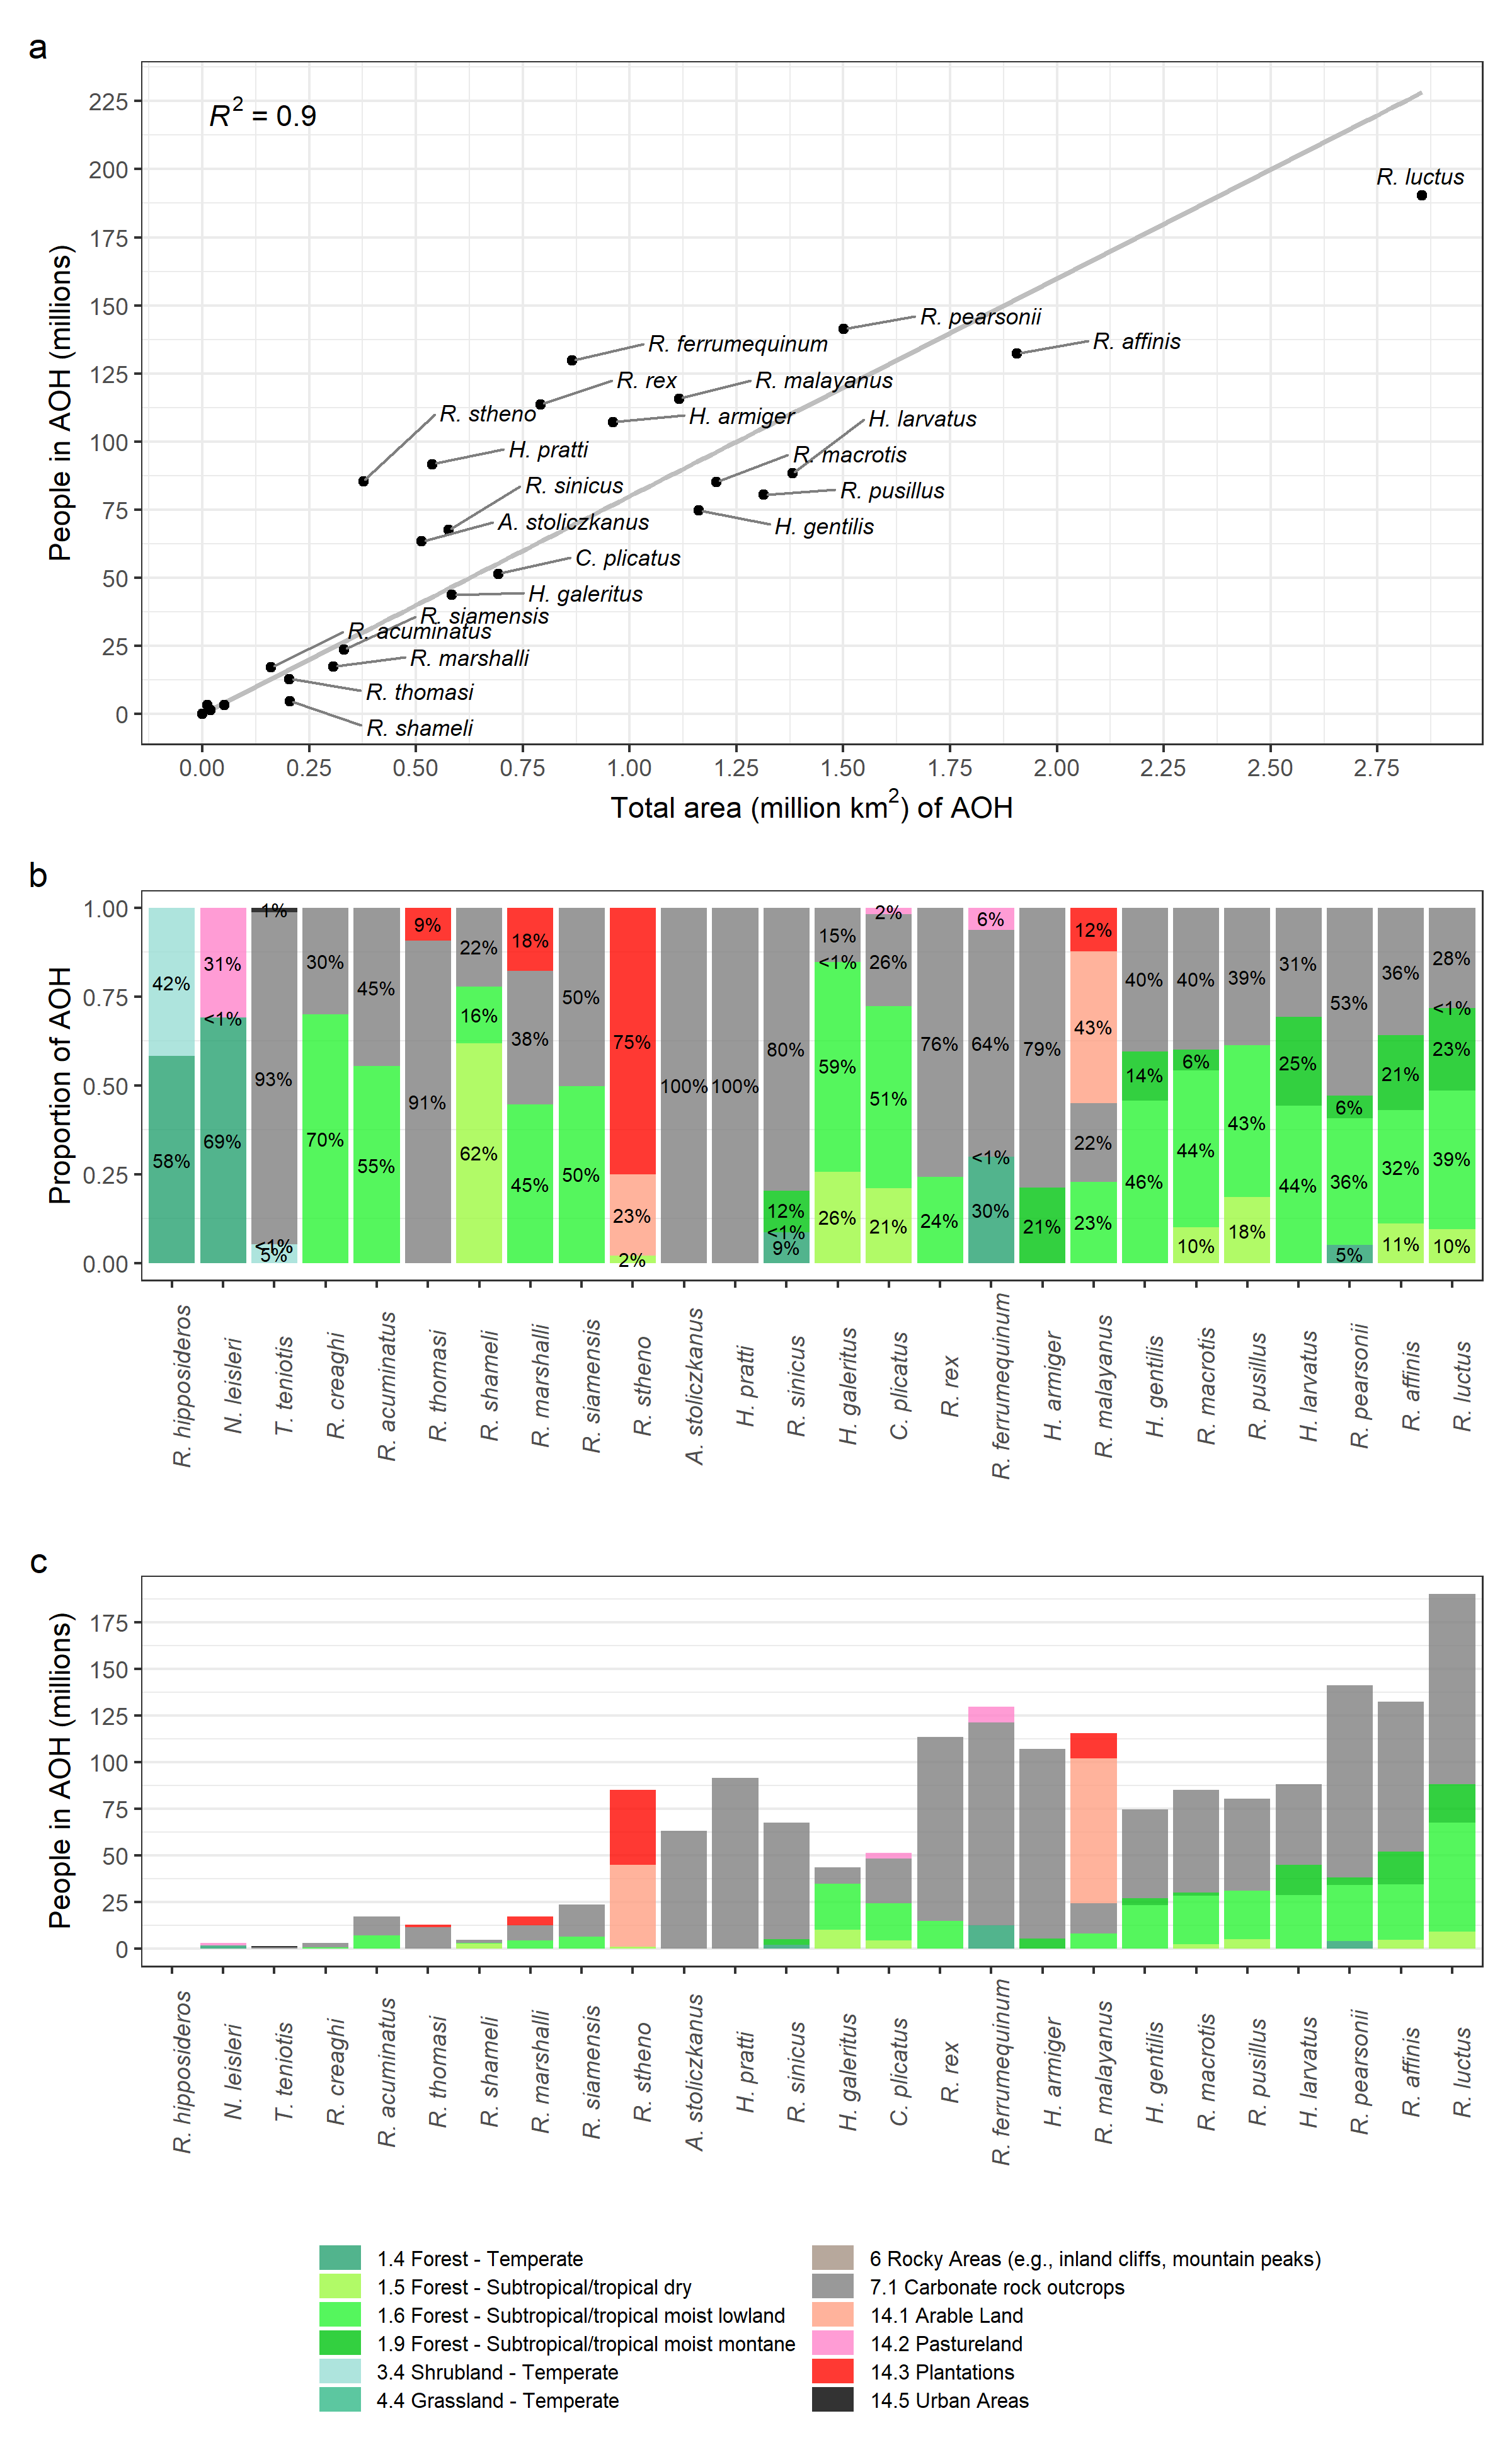 a
R² = 0.9
225
200
175
150
125
100
75
50
25
0
People in AOH (millions)
R. luctus
R. pearsonii
R. affinis
R. ferrumequinum
R. rex
R. malayanus
R. stheno
H. armiger
H. larvatus
H. pratti
R. macrotis
R. sinicus
R. pusillus
A. stoliczkanus
H. gentilis
C. plicatus
H. galeritus
R. siamensis
R. acuminatus
R. marshalli
R. thomasi
R. shameli
0.00 0.25 0.50 0.75 1.00 1.25 1.50 1.75 2.00 2.25 2.50 2.75
Total area (million km²) of AOH
b
1.00
0.75
0.50
0.25
0.00
Proportion of AOH
42%
58%
31%
<1%
69%
1%
93%
<1%
5%
30%
70%
45%
55%
9%
91%
22%
16%
62%
18%
38%
45%
50%
50%
75%
23%
2%
100%
100%
80%
12%
<1%
9%
15%
<1%
59%
26%
2%
26%
51%
21%
76%
24%
6%
64%
<1%
30%
79%
21%
12%
43%
22%
23%
40%
14%
46%
40%
6%
44%
10%
39%
43%
18%
31%
25%
44%
53%
6%
36%
5%
36%
21%
32%
11%
28%
<1%
23%
39%
10%
R. hipposideros
N. leisleri
T. teniotis
R. creaghi
R. acuminatus
R. thomasi
R. shameli
R. marshalli
R. siamensis
R. stheno
A. stoliczkanus
H. pratti
R. sinicus
H. galeritus
C. plicatus
R. rex
R. ferrumequinum
H. armiger
R. malayanus
H. gentilis
R. macrotis
R. pusillus
H. larvatus
R. pearsonii
R. affinis
R. luctus
c
175
150
125
100
75
50
25
0
People in AOH (millions)
R. hipposideros
N. leisleri
T. teniotis
R. creaghi
R. acuminatus
R. thomasi
R. shameli
R. marshalli
R. siamensis
R. stheno
A. stoliczkanus
H. pratti
R. sinicus
H. galeritus
C. plicatus
R. rex
R. ferrumequinum
H. armiger
R. malayanus
H. gentilis
R. macrotis
R. pusillus
H. larvatus
R. pearsonii
R. affinis
R. luctus
1.4 Forest - Temperate
1.5 Forest - Subtropical/tropical dry
1.6 Forest - Subtropical/tropical moist lowland
1.9 Forest - Subtropical/tropical moist montane
3.4 Shrubland - Temperate
4.4 Grassland - Temperate
6 Rocky Areas (e.g., inland cliffs, mountain peaks)
7.1 Carbonate rock outcrops
14.1 Arable Land
14.2 Pastureland
14.3 Plantations
14.5 Urban Areas